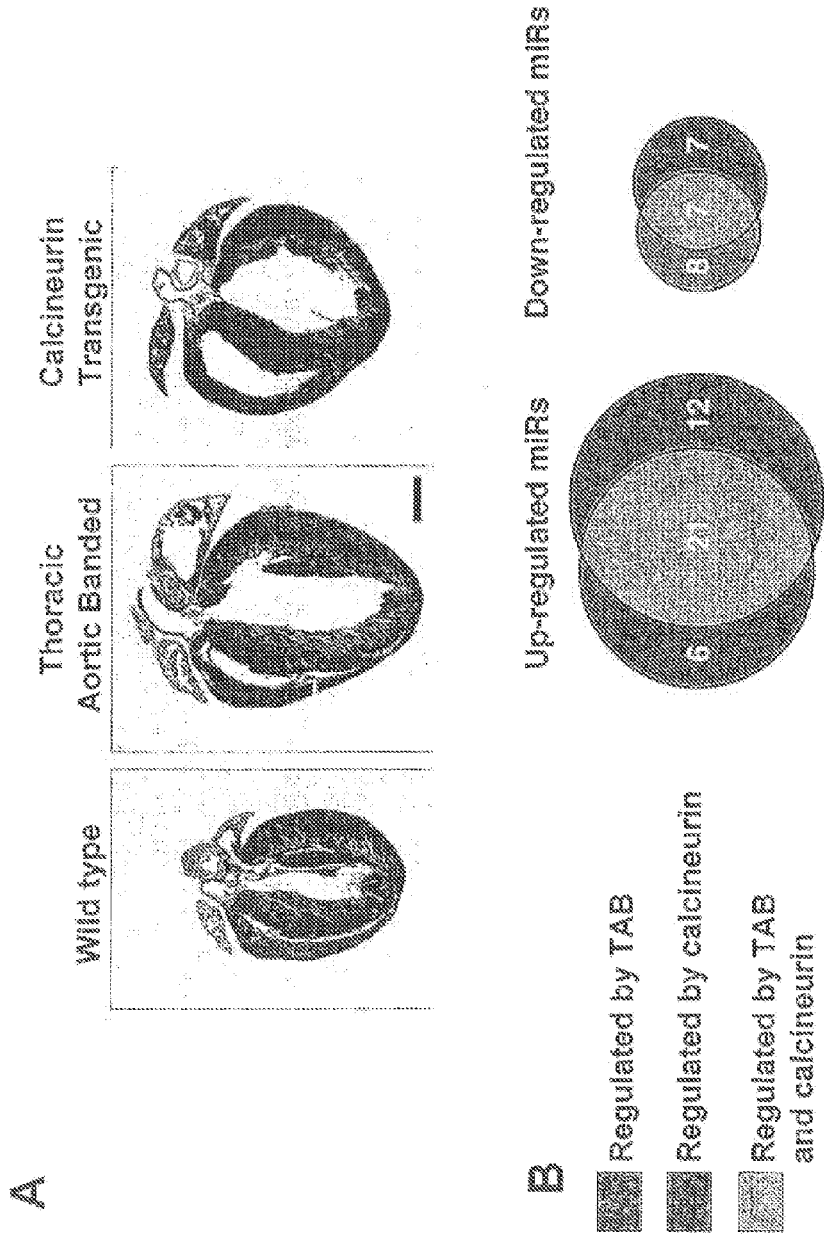 A
Wild type
Thoracic
Aortic Banded
Calcineurin
Transgenic
B
Regulated by TAB
Regulated by calcineurin
Regulated by TAB
and calcineurin
Up-regulated miRs
6
21
12
Down-regulated miRs
8
7
7